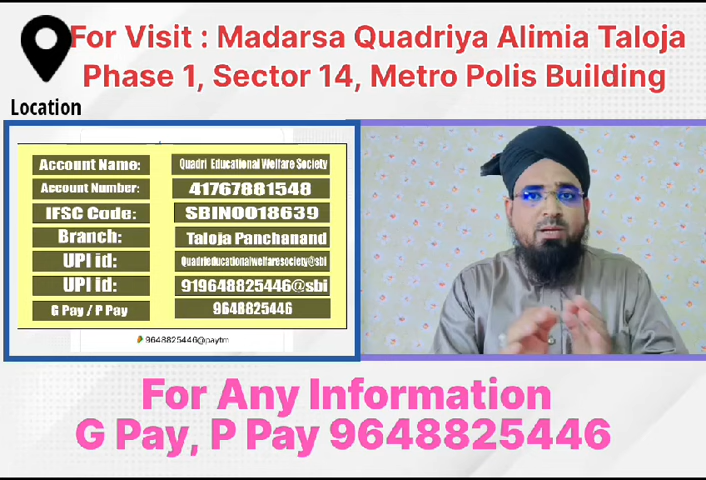 For Visit : Madarsa Quadriya Alimia Taloja
Phase 1, Sector 14, Metro Polis Building
Location
Account Name: Quadri Educational Welfare Society
Account Number: 41767881548
IFSC Code: SBIN0018639
Branch: Taloja Panchanand
UPI id: Quadrieducationalwelfaresociety@sbi
UPI id: 919648825446@sbi
G Pay / P Pay 9648825446
9648825446@paytm
For Any Information
G Pay, P Pay 9648825446